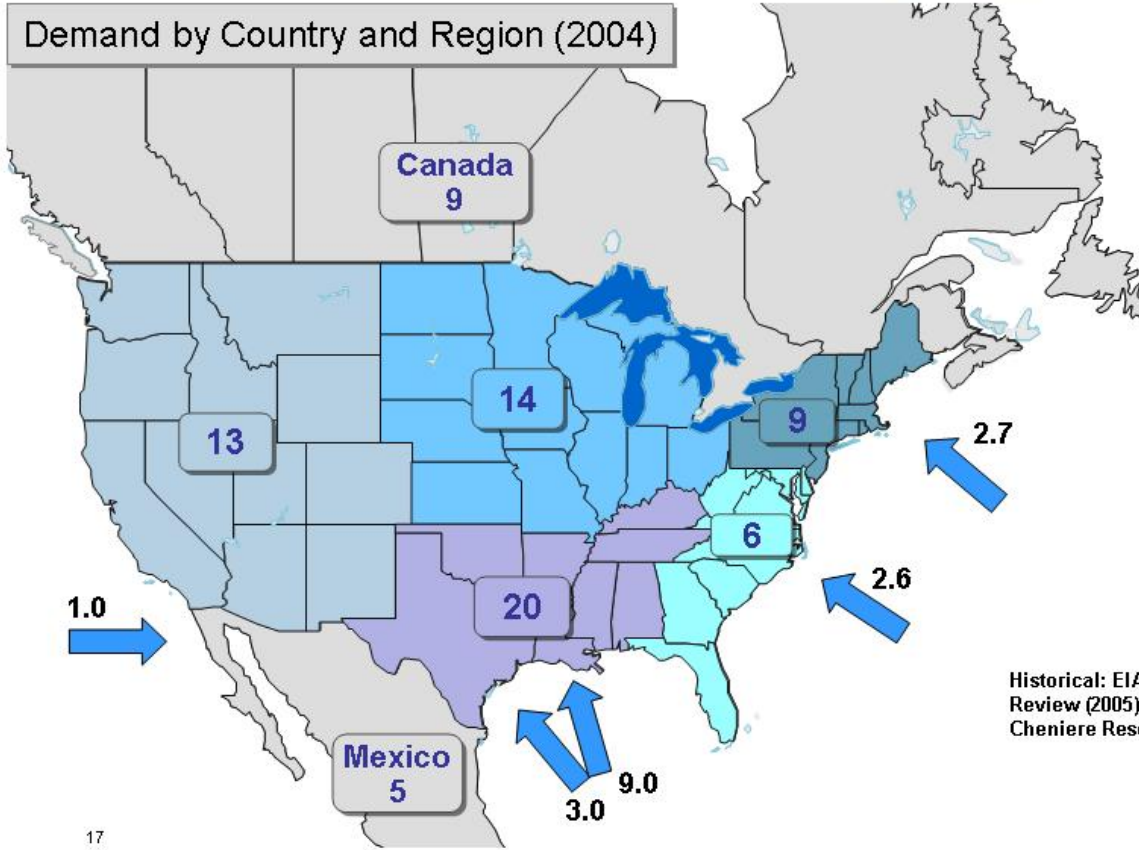 Demand by Country and Region (2004)
Canada
9
13
14
9
2.7
6
2.6
1.0
20
Historical: EIA
Review (2005)
Cheniere Rese
Mexico
5
9.0
3.0
17